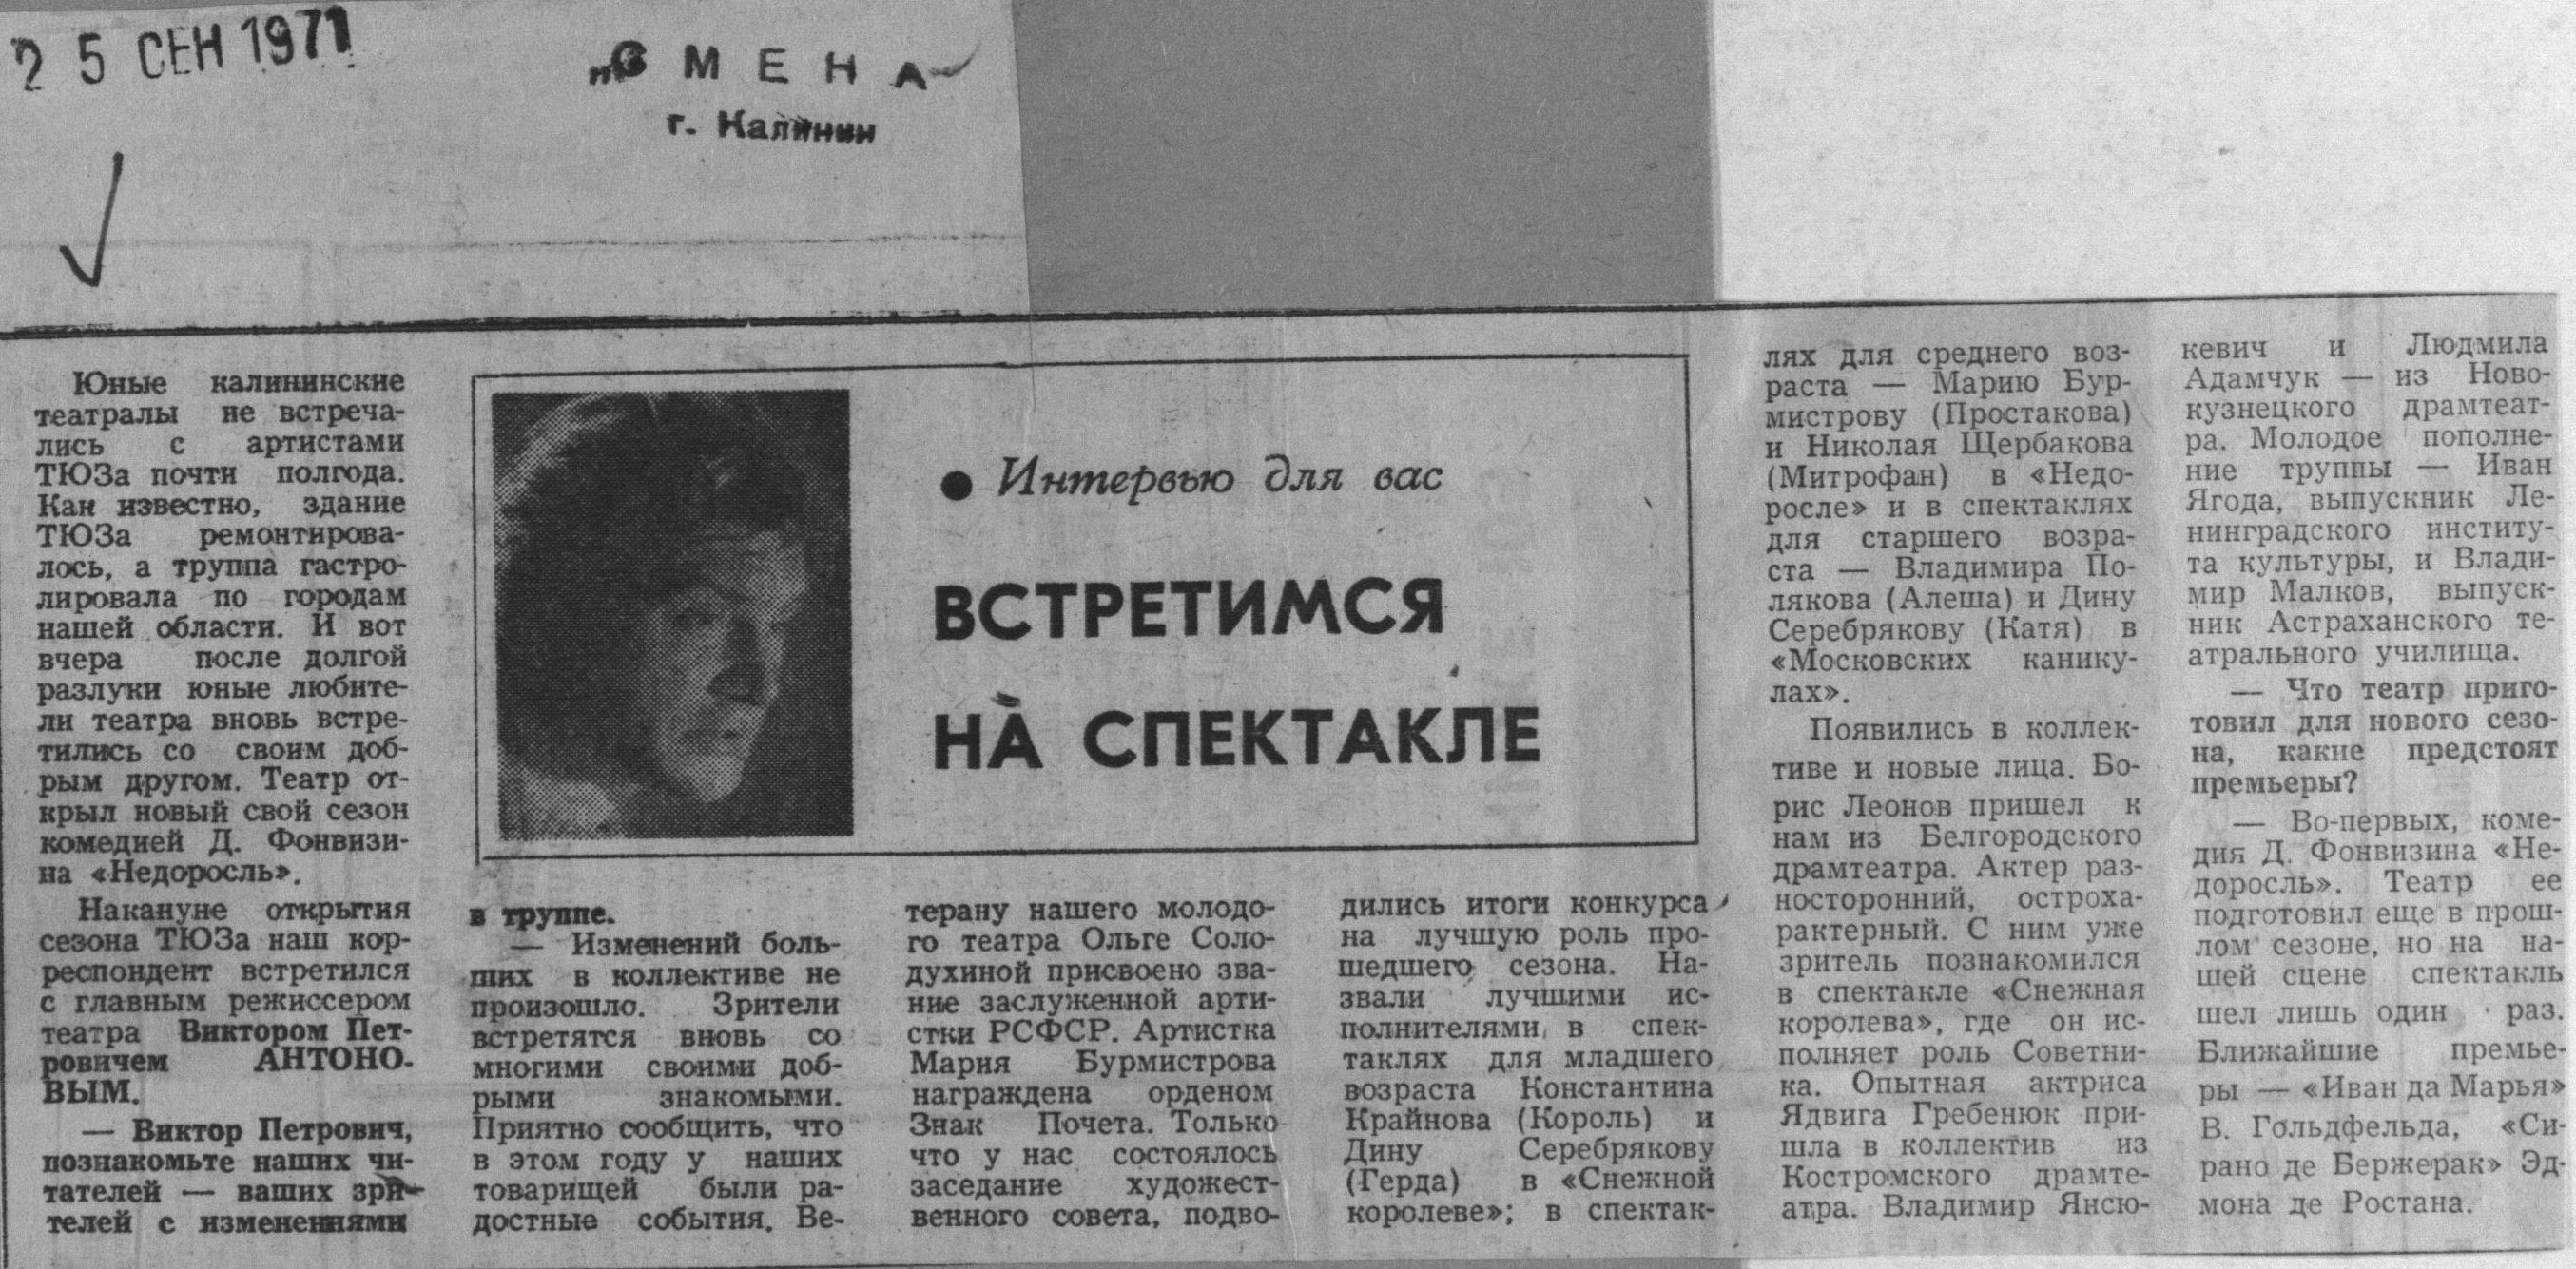 25 СЕН 1971
„СМЕНА
г. Калинин
Юные калининские
театралы не встреча-
лись с артистами
ТЮЗа почти полгода.
Как известно, здание
ТЮЗа ремонтирова-
лось, а труппа гастро-
лировала по городам
нашей области. И вот
вчера после долгой
разлуки юные любите-
ли театра вновь встре-
тились со своим доб-
рым другом. Театр от-
крыл новый свой сезон
комедией Д. Фонвизи-
на «Недоросль».
Накануне открытия
сезона ТЮЗа наш кор-
респондент встретился
с главным режиссером
театра Виктором Пет-
ровичем АНТОНО-
ВЫМ.
— Виктор Петрович,
познакомьте наших чи-
тателей — ваших зри-
телей с изменениями
• Интервью для вас
ВСТРЕТИМСЯ
НА СПЕКТАКЛЕ
в труппе.
— Изменений боль-
ших в коллективе не
произошло. Зрители
встретятся вновь со
многими своими доб-
рыми знакомыми.
Приятно сообщить, что
в этом году у наших
товарищей были ра-
достные события. Ве-
терану нашего молодо-
го театра Ольге Соло-
духиной присвоено зва-
ние заслуженной арти-
стки РСФСР. Артистка
Мария Бурмистрова
награждена орденом
Знак Почета. Только
что у нас состоялось
заседание художест-
венного совета, подво-
дились итоги конкурса
на лучшую роль про-
шедшего сезона. На-
звали лучшими ис-
полнителями в спек-
таклях для младшего
возраста Константина
Крайнова (Король) и
Дину Серебрякову
(Герда) в «Снежной
королеве»; в спектак-
лях для среднего воз-
раста — Марию Бур-
мистрову (Простакова)
и Николая Щербакова
(Митрофан) в «Недо-
росле» и в спектаклях
для старшего возра-
ста — Владимира По-
лякова (Алеша) и Дину
Серебрякову (Катя) в
«Московских канику-
лах».
Появились в коллек-
тиве и новые лица. Бо-
рис Леонов пришел к
нам из Белгородского
драмтеатра. Актер раз-
носторонний, остроха-
рактерный. С ним уже
зритель познакомился
в спектакле «Снежная
королева», где он ис-
полняет роль Советни-
ка. Опытная актриса
Ядвига Гребенюк при-
шла в коллектив из
Костромского драмте-
атра. Владимир Янсю-
кевич и Людмила
Адамчук — из Ново-
кузнецкого драмтеат-
ра. Молодое пополне-
ние труппы — Иван
Ягода, выпускник Ле-
нинградского институ-
та культуры, и Влади-
мир Малков, выпуск-
ник Астраханского те-
атрального училища.
— Что театр приго-
товил для нового сезо-
на, какие предстоят
премьеры?
— Во-первых, коме-
дия Д. Фонвизина «Не-
доросль». Театр ее
подготовил еще в прош-
лом сезоне, но на на-
шей сцене спектакль
шел лишь один раз.
Ближайшие премье-
ры — «Иван да Марья»
В. Гольдфельда, «Си-
рано де Бержерак» Эд-
мона де Ростана.